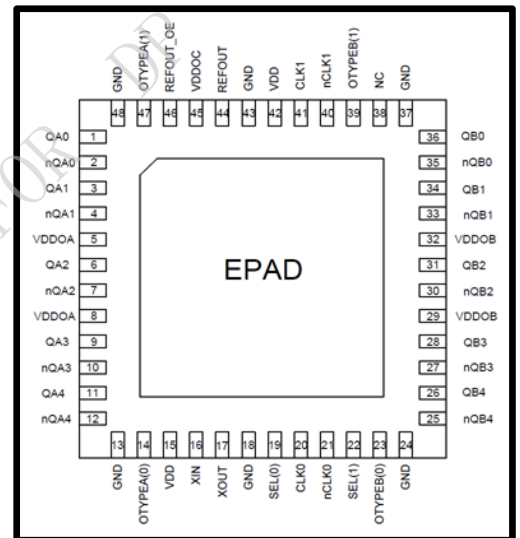 GND OTYPEA(1) REFOUT_OE VDDOC REFOUT GND VDD CLK1 nCLK1 OTYPEB(1) NC GND
48 47 46 45 44 43 42 41 40 39 38 37
QA0 1 36 QB0
nQA0 2 35 nQB0
QA1 3 34 QB1
nQA1 4 33 nQB1
VDDOA 5 32 VDDOB
QA2 6 31 QB2
nQA2 7 30 nQB2
VDDOA 8 29 VDDOB
QA3 9 28 QB3
nQA3 10 27 nQB3
QA4 11 26 QB4
nQA4 12 25 nQB4
EPAD
13 14 15 16 17 18 19 20 21 22 23 24
GND OTYPEA(0) VDD XIN XOUT GND SEL(0) CLK0 nCLK0 SEL(1) OTYPEB(0) GND
FOR DP